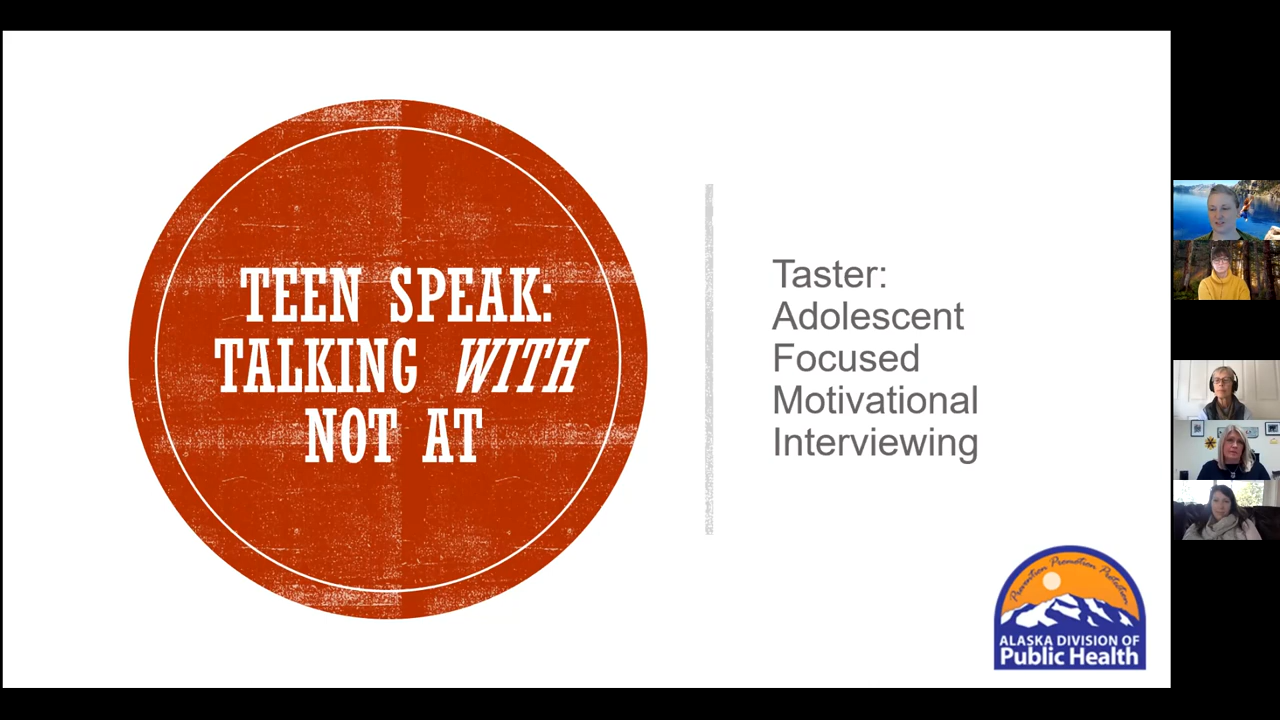 TEEN SPEAK:
TALKING WITH
NOT AT
Taster:
Adolescent
Focused
Motivational
Interviewing
Prevention Promotion Protection
ALASKA DIVISION OF
Public Health